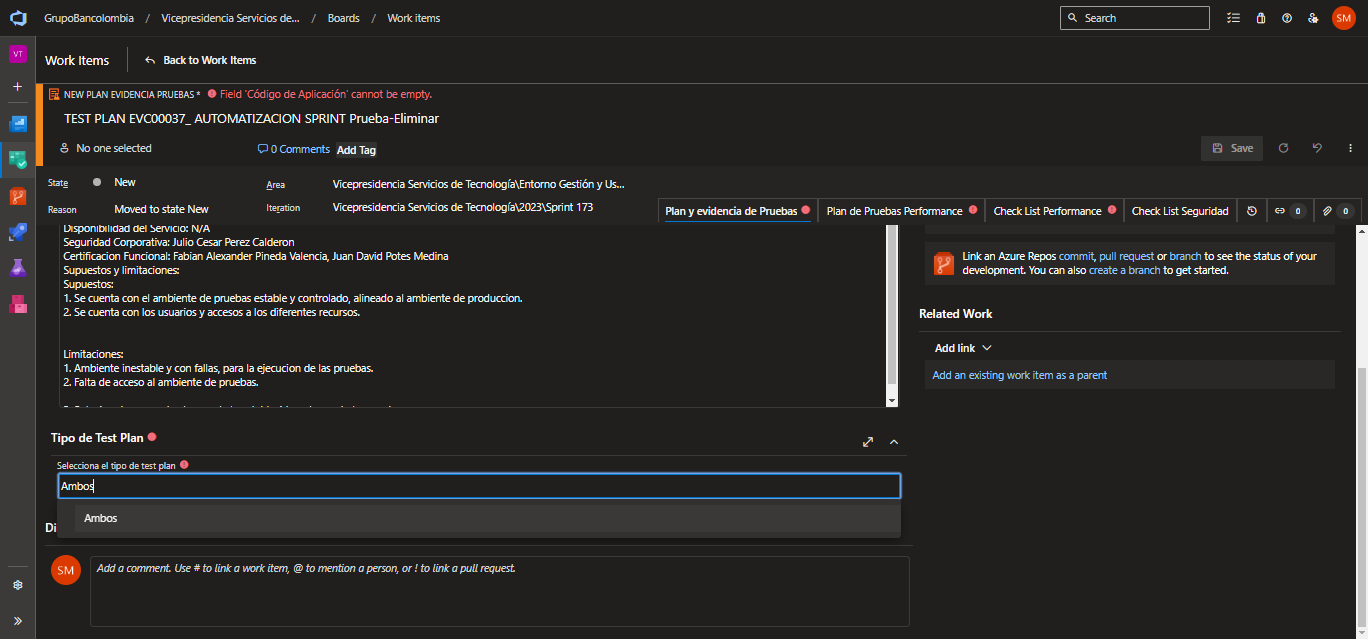 GrupoBancolombia / Vicepresidencia Servicios de... / Boards / Work items
Search
SM
VT
Work Items
Back to Work Items
NEW PLAN EVIDENCIA PRUEBAS * Field 'Código de Aplicación' cannot be empty.
TEST PLAN EVC00037_ AUTOMATIZACION SPRINT Prueba-Eliminar
No one selected
0 Comments
Add Tag
Save
State
New
Area
Vicepresidencia Servicios de Tecnología\Entorno Gestión y Us...
Reason
Moved to state New
Iteration
Vicepresidencia Servicios de Tecnología\2023\Sprint 173
Plan y evidencia de Pruebas
Plan de Pruebas Performance
Check List Performance
Check List Seguridad
0
0
Disponibilidad del Servicio: N/A
Seguridad Corporativa: Julio Cesar Perez Calderon
Certificacion Funcional: Fabian Alexander Pineda Valencia, Juan David Potes Medina
Supuestos y limitaciones:
Supuestos:
1. Se cuenta con el ambiente de pruebas estable y controlado, alineado al ambiente de produccion.
2. Se cuenta con los usuarios y accesos a los diferentes recursos.
Limitaciones:
1. Ambiente inestable y con fallas, para la ejecucion de las pruebas.
2. Falta de acceso al ambiente de pruebas.
Link an Azure Repos commit, pull request or branch to see the status of your
development. You can also create a branch to get started.
Related Work
Add link
Add an existing work item as a parent
Tipo de Test Plan
Selecciona el tipo de test plan
Ambos
Ambos
Di
SM
Add a comment. Use # to link a work item, @ to mention a person, or ! to link a pull request.